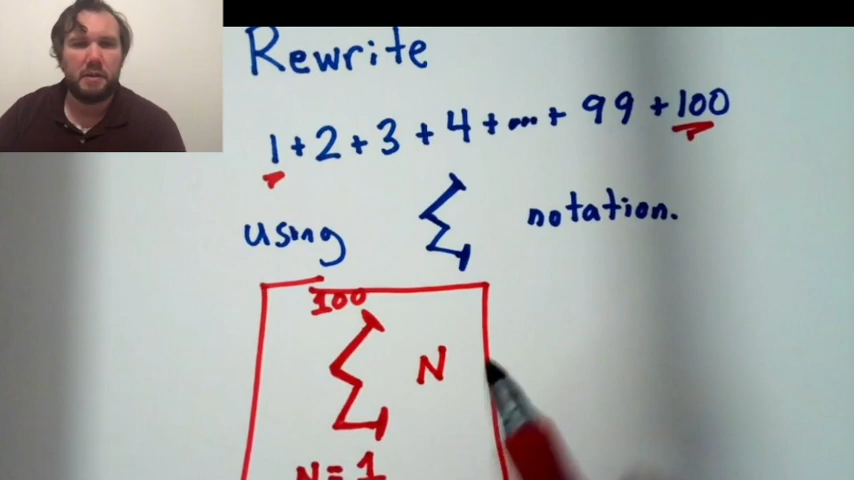 Rewrite
1+2+3+4+...+99+100
using Σ notation.
100
Σ N
N=1